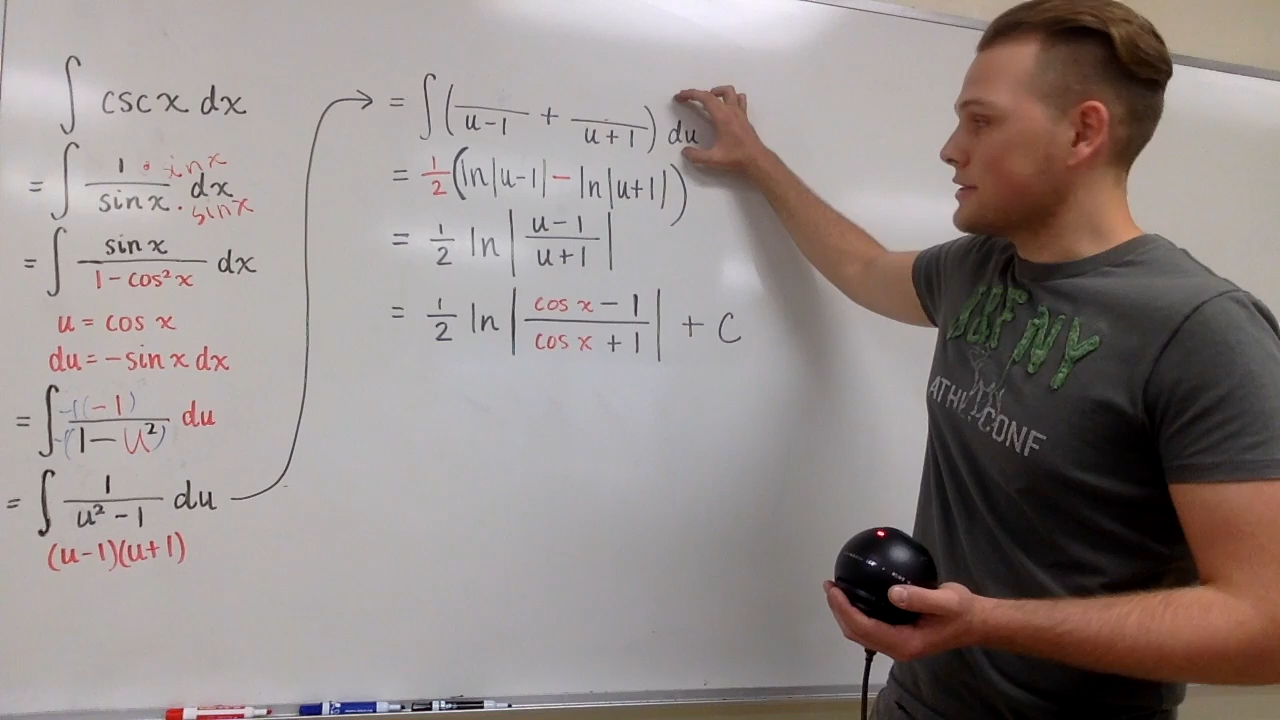 ∫ csc x dx
= ∫ 1 · sin x / sin x · sin x dx
= ∫ sin x / 1 - cos² x dx
u = cos x
du = - sin x dx
= ∫ -(-1) / -(1 - u²) du
= ∫ 1 / u² - 1 du
(u-1)(u+1)
→ = ∫ ( / u-1 + / u+1 ) du
= 1/2 (ln|u-1| - ln|u+1|)
= 1/2 ln | u-1 / u+1 |
= 1/2 ln | cos x - 1 / cos x + 1 | + C
NY
CONF